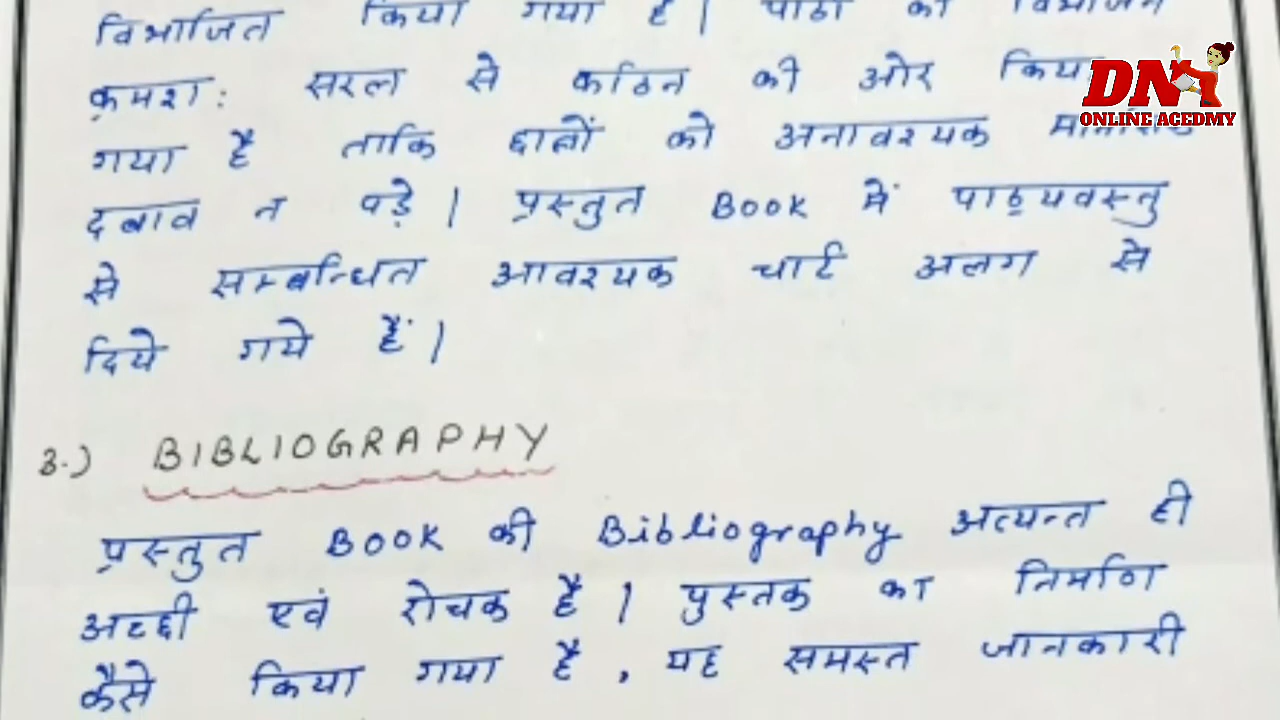 विभाजित किया गया है। पाठों का विभाजन
क्रमश: सरल से कठिन की ओर किया
गया है ताकि छात्रों को अनावश्यक
दबाव न पड़े। प्रस्तुत Book में पाठ्यवस्तु
से सम्बन्धित आवश्यक चार्ट अलग से
दिये गये हैं।
3.) BIBLIOGRAPHY
प्रस्तुत Book की Bibliography अत्यन्त ही
अच्छी एवं रोचक है। पुस्तक का निर्माण
कैसे किया गया है, यह समस्त जानकारी
DN
ONLINE ACEDMY